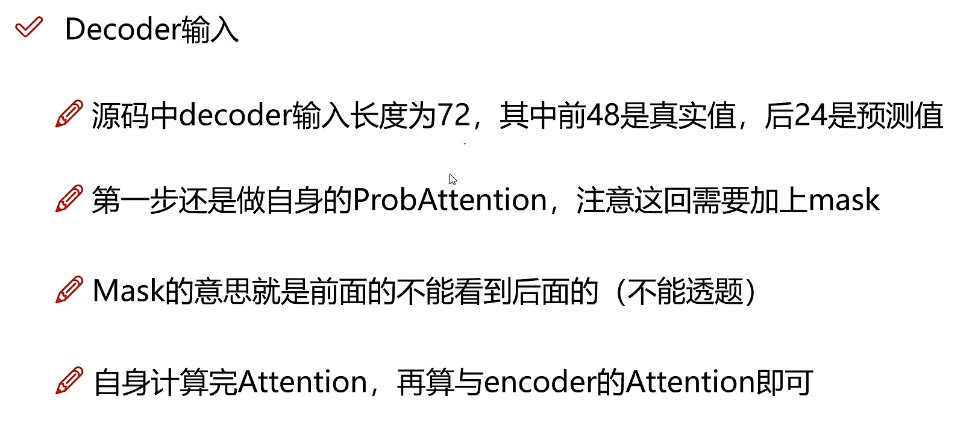 Decoder输入
源码中decoder输入长度为72，其中前48是真实值，后24是预测值
第一步还是做自身的ProbAttention，注意这回需要加上mask
Mask的意思就是前面的不能看到后面的（不能透题）
自身计算完Attention，再算与encoder的Attention即可